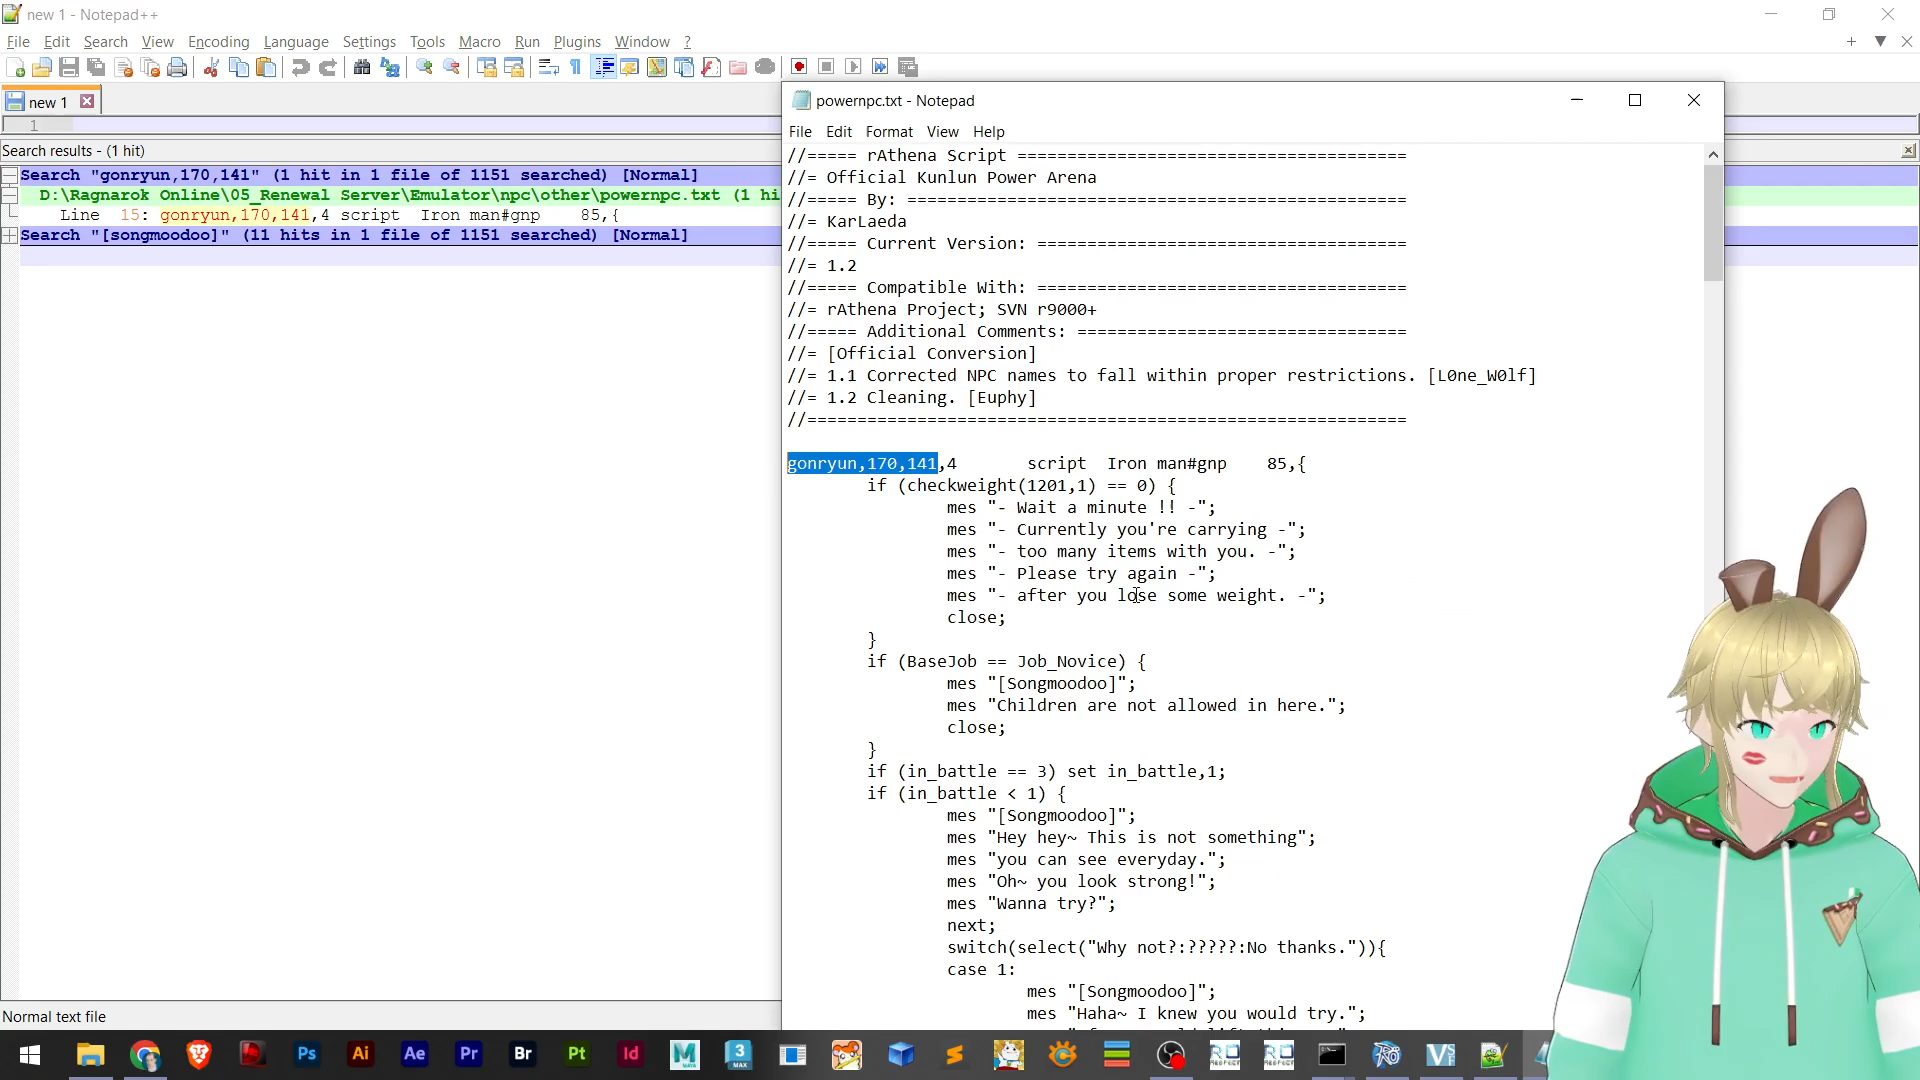 new 1 - Notepad++
File Edit Search View Encoding Language Settings Tools Macro Run Plugins Window ?
new 1
1
Search results - (1 hit)
Search "gonryun,170,141" (1 hit in 1 file of 1151 searched) [Normal]
D:\Ragnarok Online\05_Renewal Server\Emulator\npc\other\powernpc.txt (1 hi
Line 15: gonryun,170,141,4 script Iron man#gnp 85,{
Search "[songmoodoo]" (11 hits in 1 file of 1151 searched) [Normal]
Normal text file
powernpc.txt - Notepad
File Edit Format View Help
//===== rAthena Script =======================================
//= Official Kunlun Power Arena
//===== By: ==================================================
//= KarLaeda
//===== Current Version: =====================================
//= 1.2
//===== Compatible With: =====================================
//= rAthena Project; SVN r9000+
//===== Additional Comments: =================================
//= [Official Conversion]
//= 1.1 Corrected NPC names to fall within proper restrictions. [L0ne_W0lf]
//= 1.2 Cleaning. [Euphy]
//============================================================
gonryun,170,141,4 script Iron man#gnp 85,{
if (checkweight(1201,1) == 0) {
mes "- Wait a minute !! -";
mes "- Currently you're carrying -";
mes "- too many items with you. -";
mes "- Please try again -";
mes "- after you lose some weight. -";
close;
}
if (BaseJob == Job_Novice) {
mes "[Songmoodoo]";
mes "Children are not allowed in here.";
close;
}
if (in_battle == 3) set in_battle,1;
if (in_battle < 1) {
mes "[Songmoodoo]";
mes "Hey hey~ This is not something";
mes "you can see everyday.";
mes "Oh~ you look strong!";
mes "Wanna try?";
next;
switch(select("Why not?:?????:No thanks.")){
case 1:
mes "[Songmoodoo]";
mes "Haha~ I knew you would try.";
Ps Ai Ae Pr Br Pt Id M 3 MAX